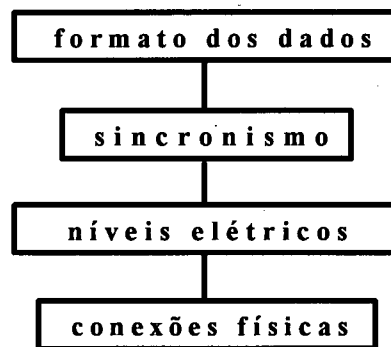 formato dos dados
sincronismo
níveis elétricos
conexões físicas